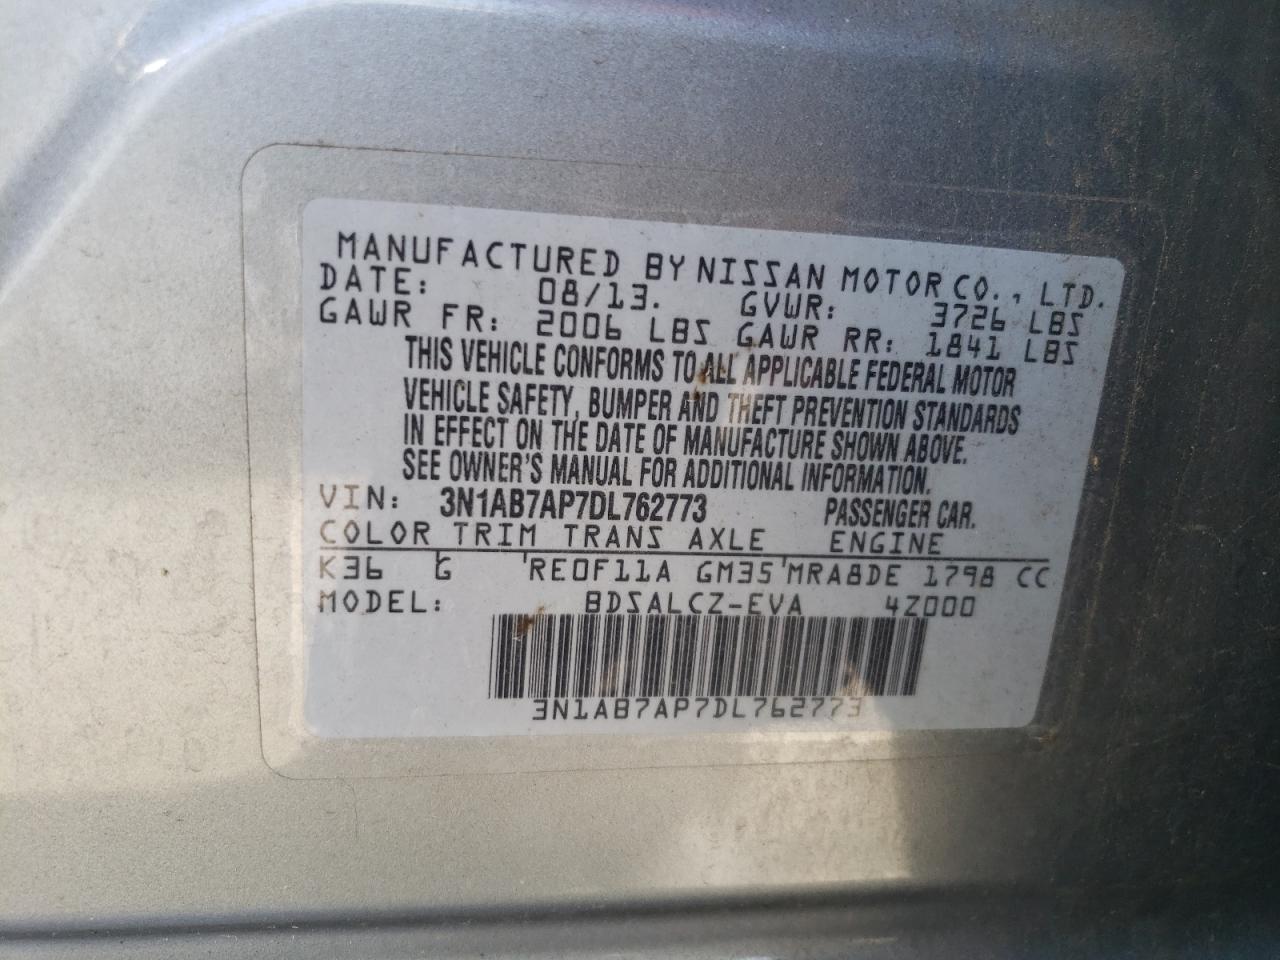 MANUFACTURED BY NISSAN MOTOR CO., LTD.
DATE: 08/13. GVWR: 3726 LBS
GAWR FR: 2006 LBS GAWR RR: 1841 LBS
THIS VEHICLE CONFORMS TO ALL APPLICABLE FEDERAL MOTOR
VEHICLE SAFETY, BUMPER AND THEFT PREVENTION STANDARDS
IN EFFECT ON THE DATE OF MANUFACTURE SHOWN ABOVE.
SEE OWNER'S MANUAL FOR ADDITIONAL INFORMATION.
VIN: 3N1AB7AP7DL762773 PASSENGER CAR.
COLOR TRIM TRANS AXLE ENGINE
K36 G RE0F11A GM35 MRA8DE 1798 CC
MODEL: BDSALCZ-EVA 4Z000
3N1AB7AP7DL762773